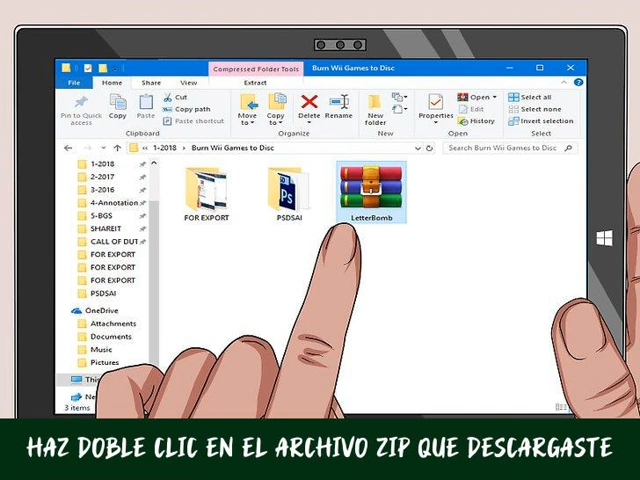 Compressed Folder Tools
Burn Wii Games to Disc
File
Home
Share
View
Extract
Pin to Quick access
Copy
Paste
Cut
Copy path
Paste shortcut
Clipboard
Move to
Copy to
Delete
Rename
Organize
New folder
New
Properties
Open
Edit
History
Open
Select all
Select none
Invert selection
Select
« 1-2018 > Burn Wii Games to Disc
Search Burn Wii Games to Disc
1-2018
2-2017
3-2016
4-Annotation
5-BGS
SHAREIT
CALL OF DUT
FOR EXPORT
FOR EXPORT
FOR EXPORT
PSDSAI
OneDrive
Attachments
Documents
Music
Pictures
This
Ne
3 items
FOR EXPORT
Ps
PSDSAI
LetterBomb
HAZ DOBLE CLIC EN EL ARCHIVO ZIP QUE DESCARGASTE